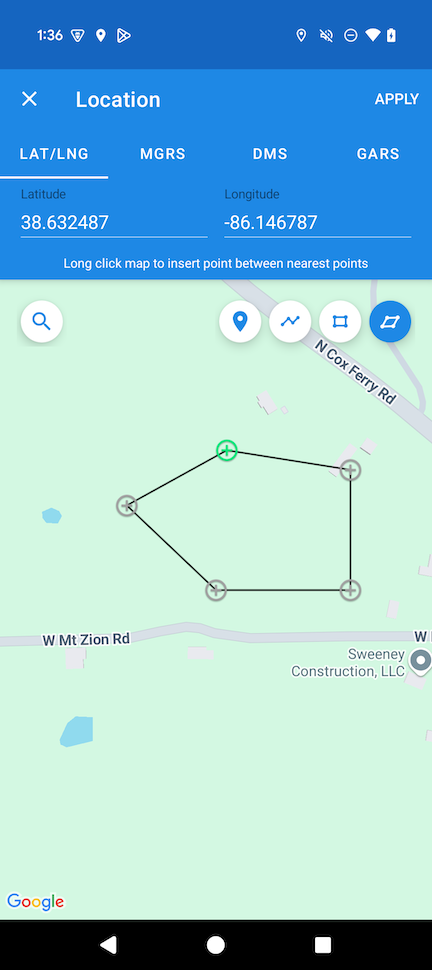 1:36
Location
APPLY
LAT/LNG MGRS DMS GARS
Latitude Longitude
38.632487 -86.146787
Long click map to insert point between nearest points
N Cox Ferry Rd
W Mt Zion Rd
W
Sweeney
Construction, LLC
Google